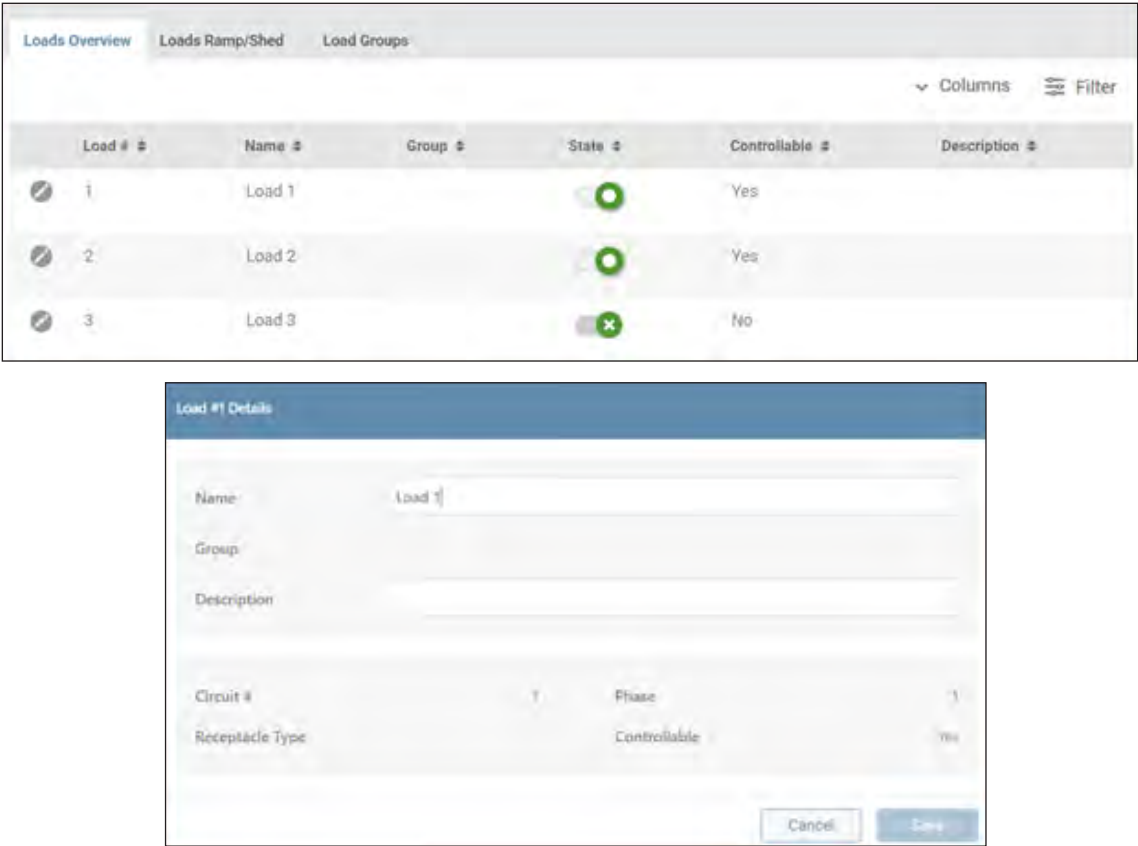 Loads Overview Loads Ramp/Shed Load Groups
Columns Filter
Load # Name Group State Controllable Description
1 Load 1 Yes
2 Load 2 Yes
3 Load 3 No
Load #1 Details
Name Load 1
Group
Description
Circuit # 1 Phase 1
Receptacle Type Controllable Yes
Cancel Save